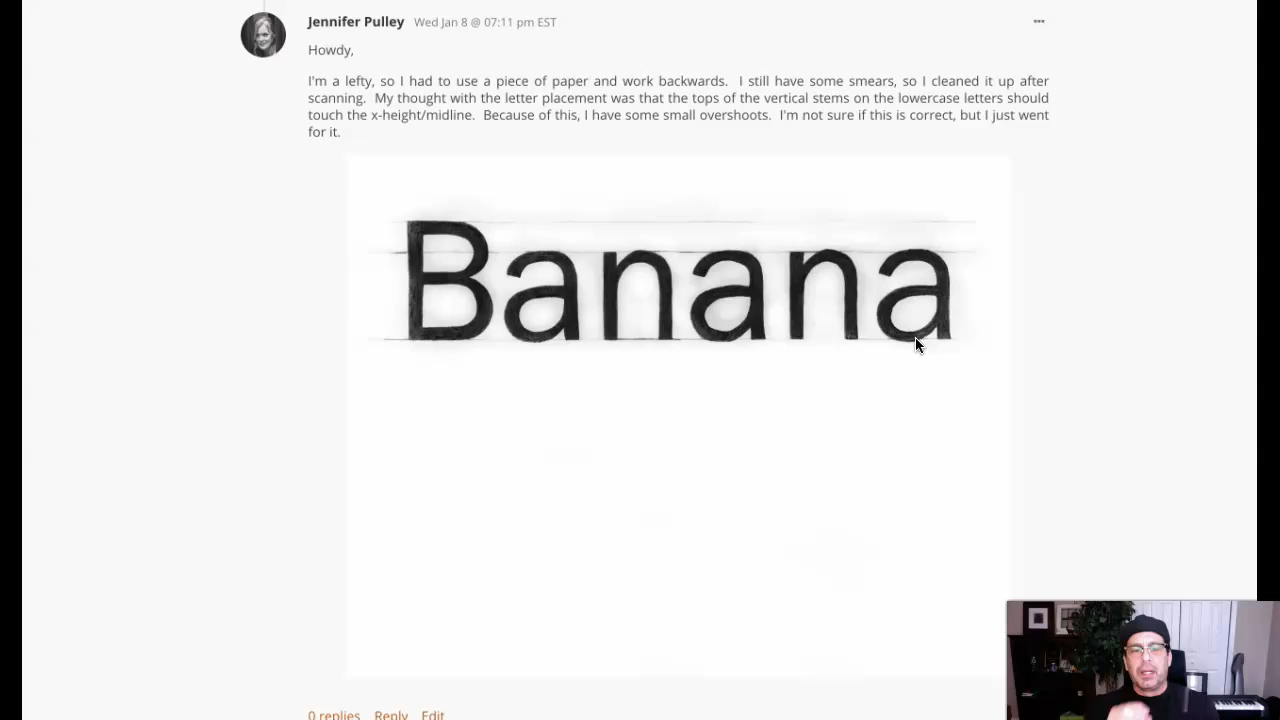 Jennifer Pulley Wed Jan 8 @ 07:11 pm EST
Howdy,
I'm a lefty, so I had to use a piece of paper and work backwards. I still have some smears, so I cleaned it up after
scanning. My thought with the letter placement was that the tops of the vertical stems on the lowercase letters should
touch the x-height/midline. Because of this, I have some small overshoots. I'm not sure if this is correct, but I just went
for it.
Banana
0 replies Reply Edit